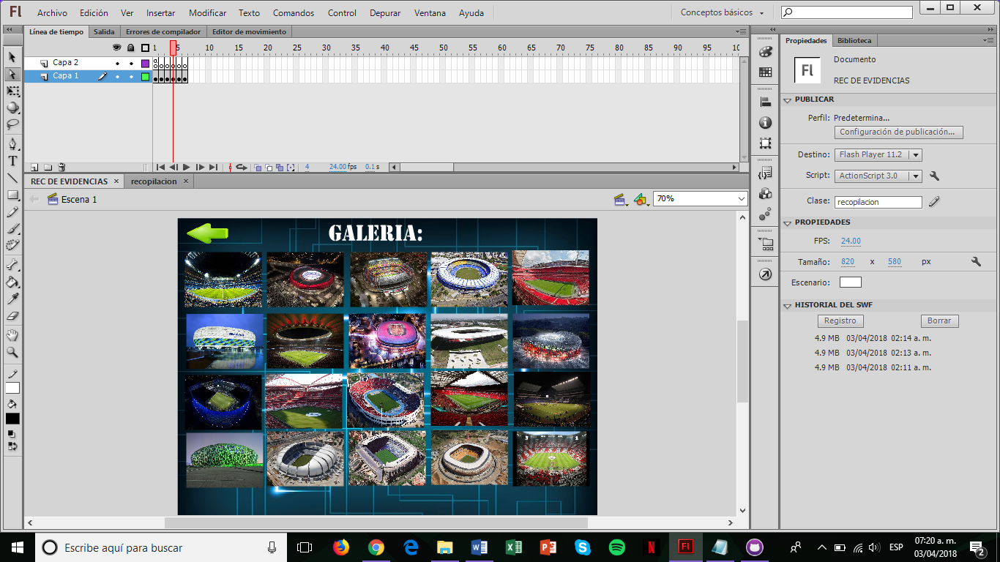 Fl Archivo Edición Ver Insertar Modificar Texto Comandos Control Depurar Ventana Ayuda Conceptos básicos
Línea de tiempo Salida Errores de compilador Editor de movimiento
Propiedades Biblioteca
1 5 10 15 20 25 30 35 40 45 50 55 60 65 70 75 80 85 90 95 10
Capa 2
Capa 1
4 24.00 fps 0.1 s
REC DE EVIDENCIAS × recopilacion ×
Escena 1 70%
GALERIA:
Fl
Documento
REC DE EVIDENCIAS
PUBLICAR
Perfil: Predetermina...
Configuración de publicación...
Destino: Flash Player 11.2
Script: ActionScript 3.0
Clase: recopilacion
PROPIEDADES
FPS: 24.00
Tamaño: 820 x 580 px
Escenario:
HISTORIAL DEL SWF
Registro Borrar
4.9 MB 03/04/2018 02:14 a. m.
4.9 MB 03/04/2018 02:13 a. m.
4.9 MB 03/04/2018 02:11 a. m.
Escribe aquí para buscar
ESP
07:20 a. m.
03/04/2018
2